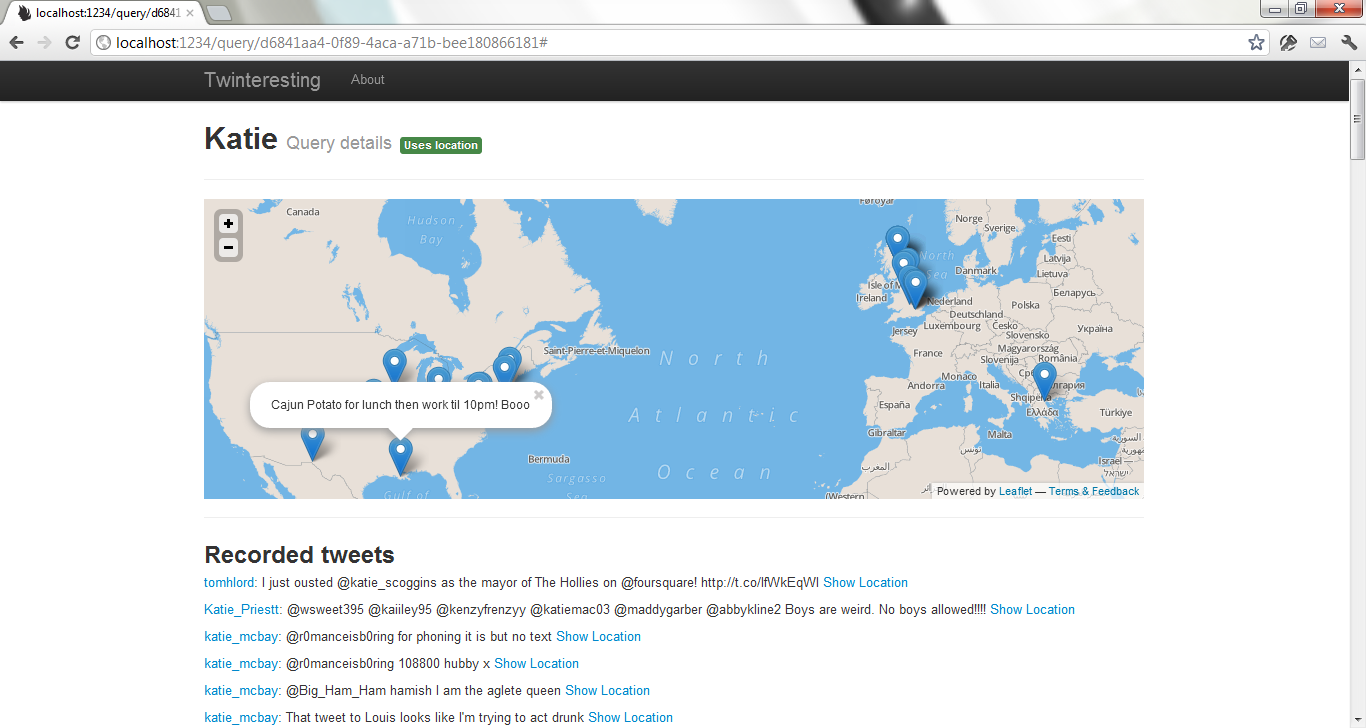 localhost:1234/query/d6841
localhost:1234/query/d6841aa4-0f89-4aca-a71b-bee180866181#
Twinteresting About
Katie Query details Uses location
+
−
Canada
Hudson
Bay
Føroyar
Norge
Sverige
Eesti
Latvija
Lietuva
North
Sea
Danmark
Isle of
Ireland
Nederland
Polska
Беларусь
Deutschland
Jersey
Luxembourg
Česko
Slovensko
Україна
France
Magyarország
Slovenija
România
Monaco
Andorra
Italia
България
España
Shqipëria
Ελλάδα
Türkiye
Gibraltar
Malta
المغرب
تونس
السورية
Israel —
ישראל
(Western
Saint-Pierre-et-Miquelon
North
Atlantic
Ocean
Bermuda
Sargasso
Sea
Gulf of
Cajun Potato for lunch then work til 10pm! Booo
Powered by Leaflet — Terms & Feedback
Recorded tweets
tomhlord: I just ousted @katie_scoggins as the mayor of The Hollies on @foursquare! http://t.co/lfWkEqWl Show Location
Katie_Priestt: @wsweet395 @kaiiley95 @kenzyfrenzyy @katiemac03 @maddygarber @abbykline2 Boys are weird. No boys allowed!!!! Show Location
katie_mcbay: @r0manceisb0ring for phoning it is but no text Show Location
katie_mcbay: @r0manceisb0ring 108800 hubby x Show Location
katie_mcbay: @Big_Ham_Ham hamish I am the aglete queen Show Location
katie_mcbay: That tweet to Louis looks like I'm trying to act drunk Show Location